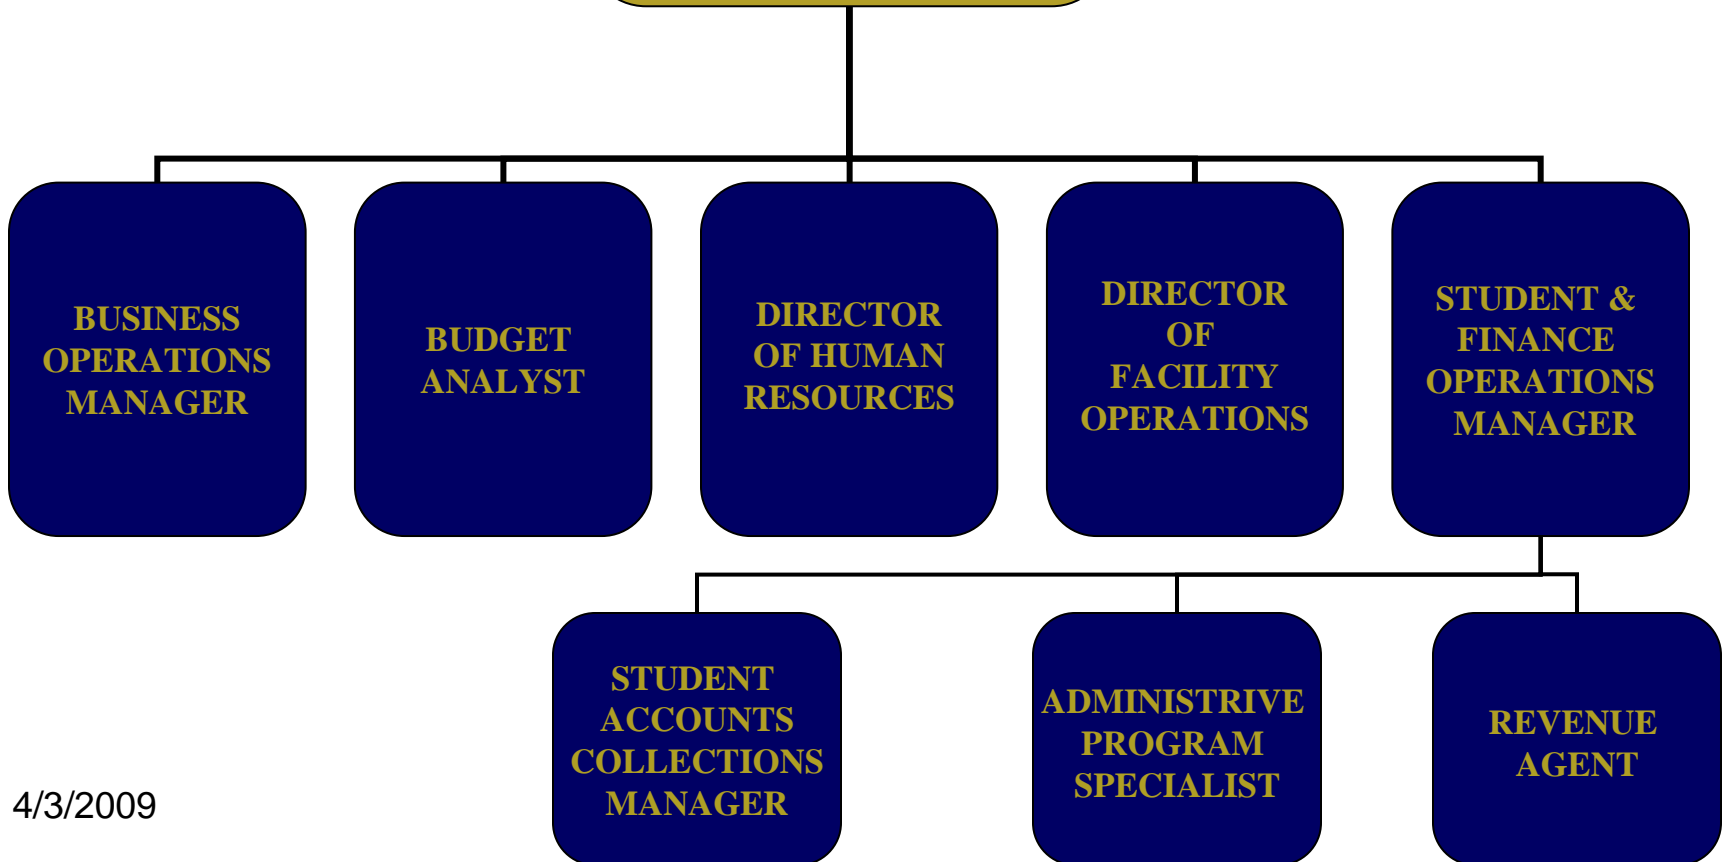 BUSINESS
OPERATIONS
MANAGER
BUDGET
ANALYST
DIRECTOR
OF HUMAN
RESOURCES
DIRECTOR
OF
FACILITY
OPERATIONS
STUDENT &
FINANCE
OPERATIONS
MANAGER
STUDENT
ACCOUNTS
COLLECTIONS
MANAGER
ADMINISTRIVE
PROGRAM
SPECIALIST
REVENUE
AGENT
4/3/2009